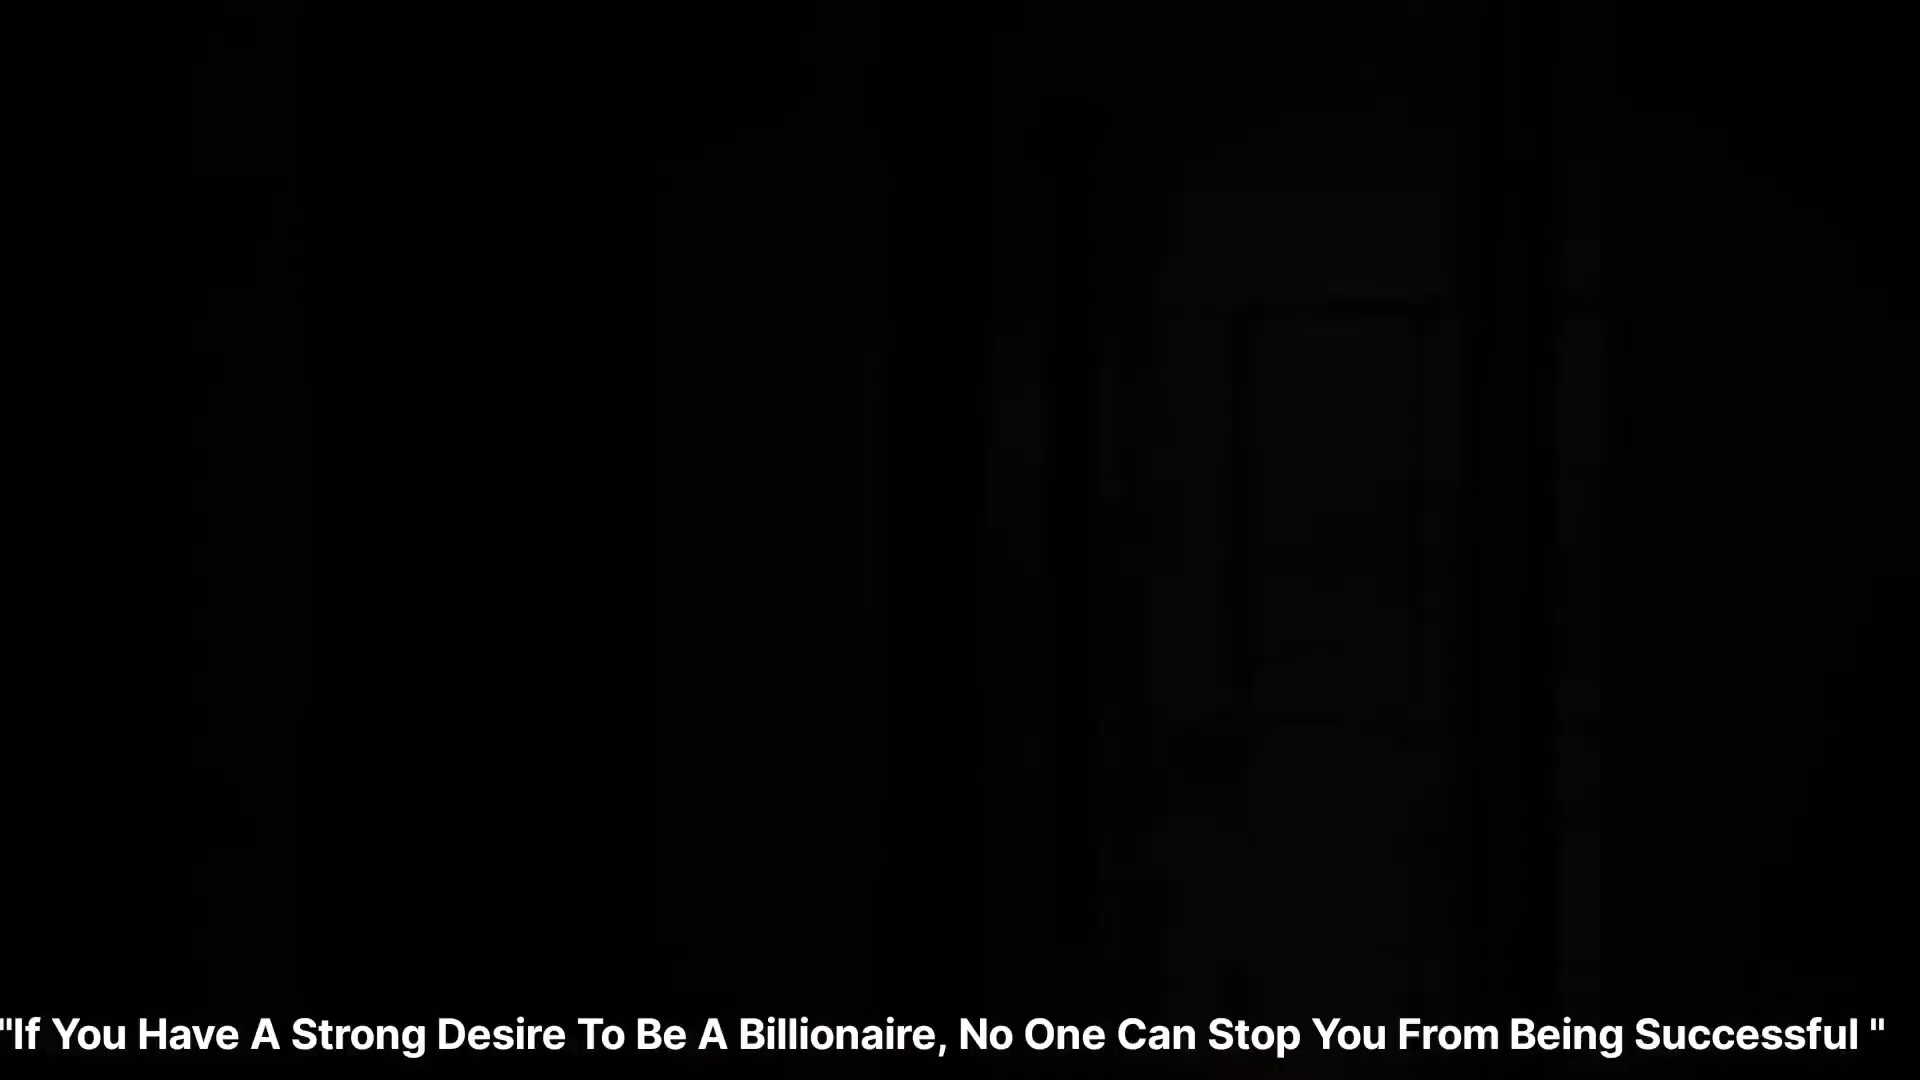 "If You Have A Strong Desire To Be A Billionaire, No One Can Stop You From Being Successful "